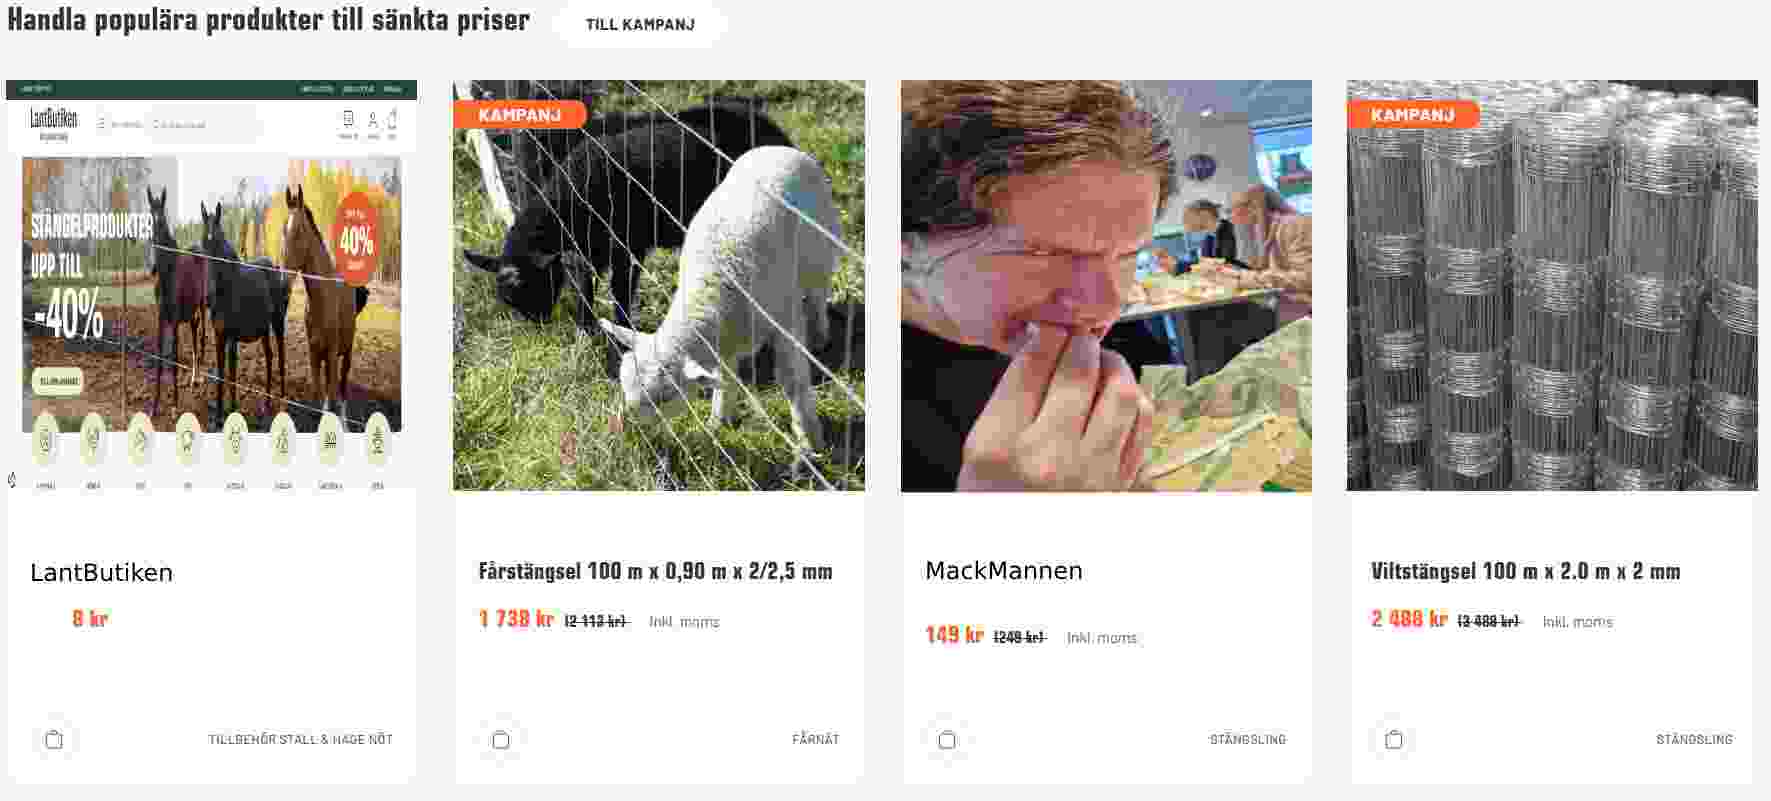 Handla populära produkter till sänkta priser
TILL KAMPANJ
LantButiken
STÄNGELPRODUKTER
UPP TILL
-40%
40%
KAMPANJ
KAMPANJ
LantButiken
8 kr
TILLBEHÖR STALL & HAGE NÖT
Fårstängsel 100 m x 0,90 m x 2/2,5 mm
1 738 kr (2 113 kr) Inkl. moms
FÅRNÄT
MackMannen
149 kr (249 kr) Inkl. moms
STÄNGSLING
Viltstängsel 100 m x 2.0 m x 2 mm
2 488 kr (3 488 kr) Inkl. moms
STÄNGSLING